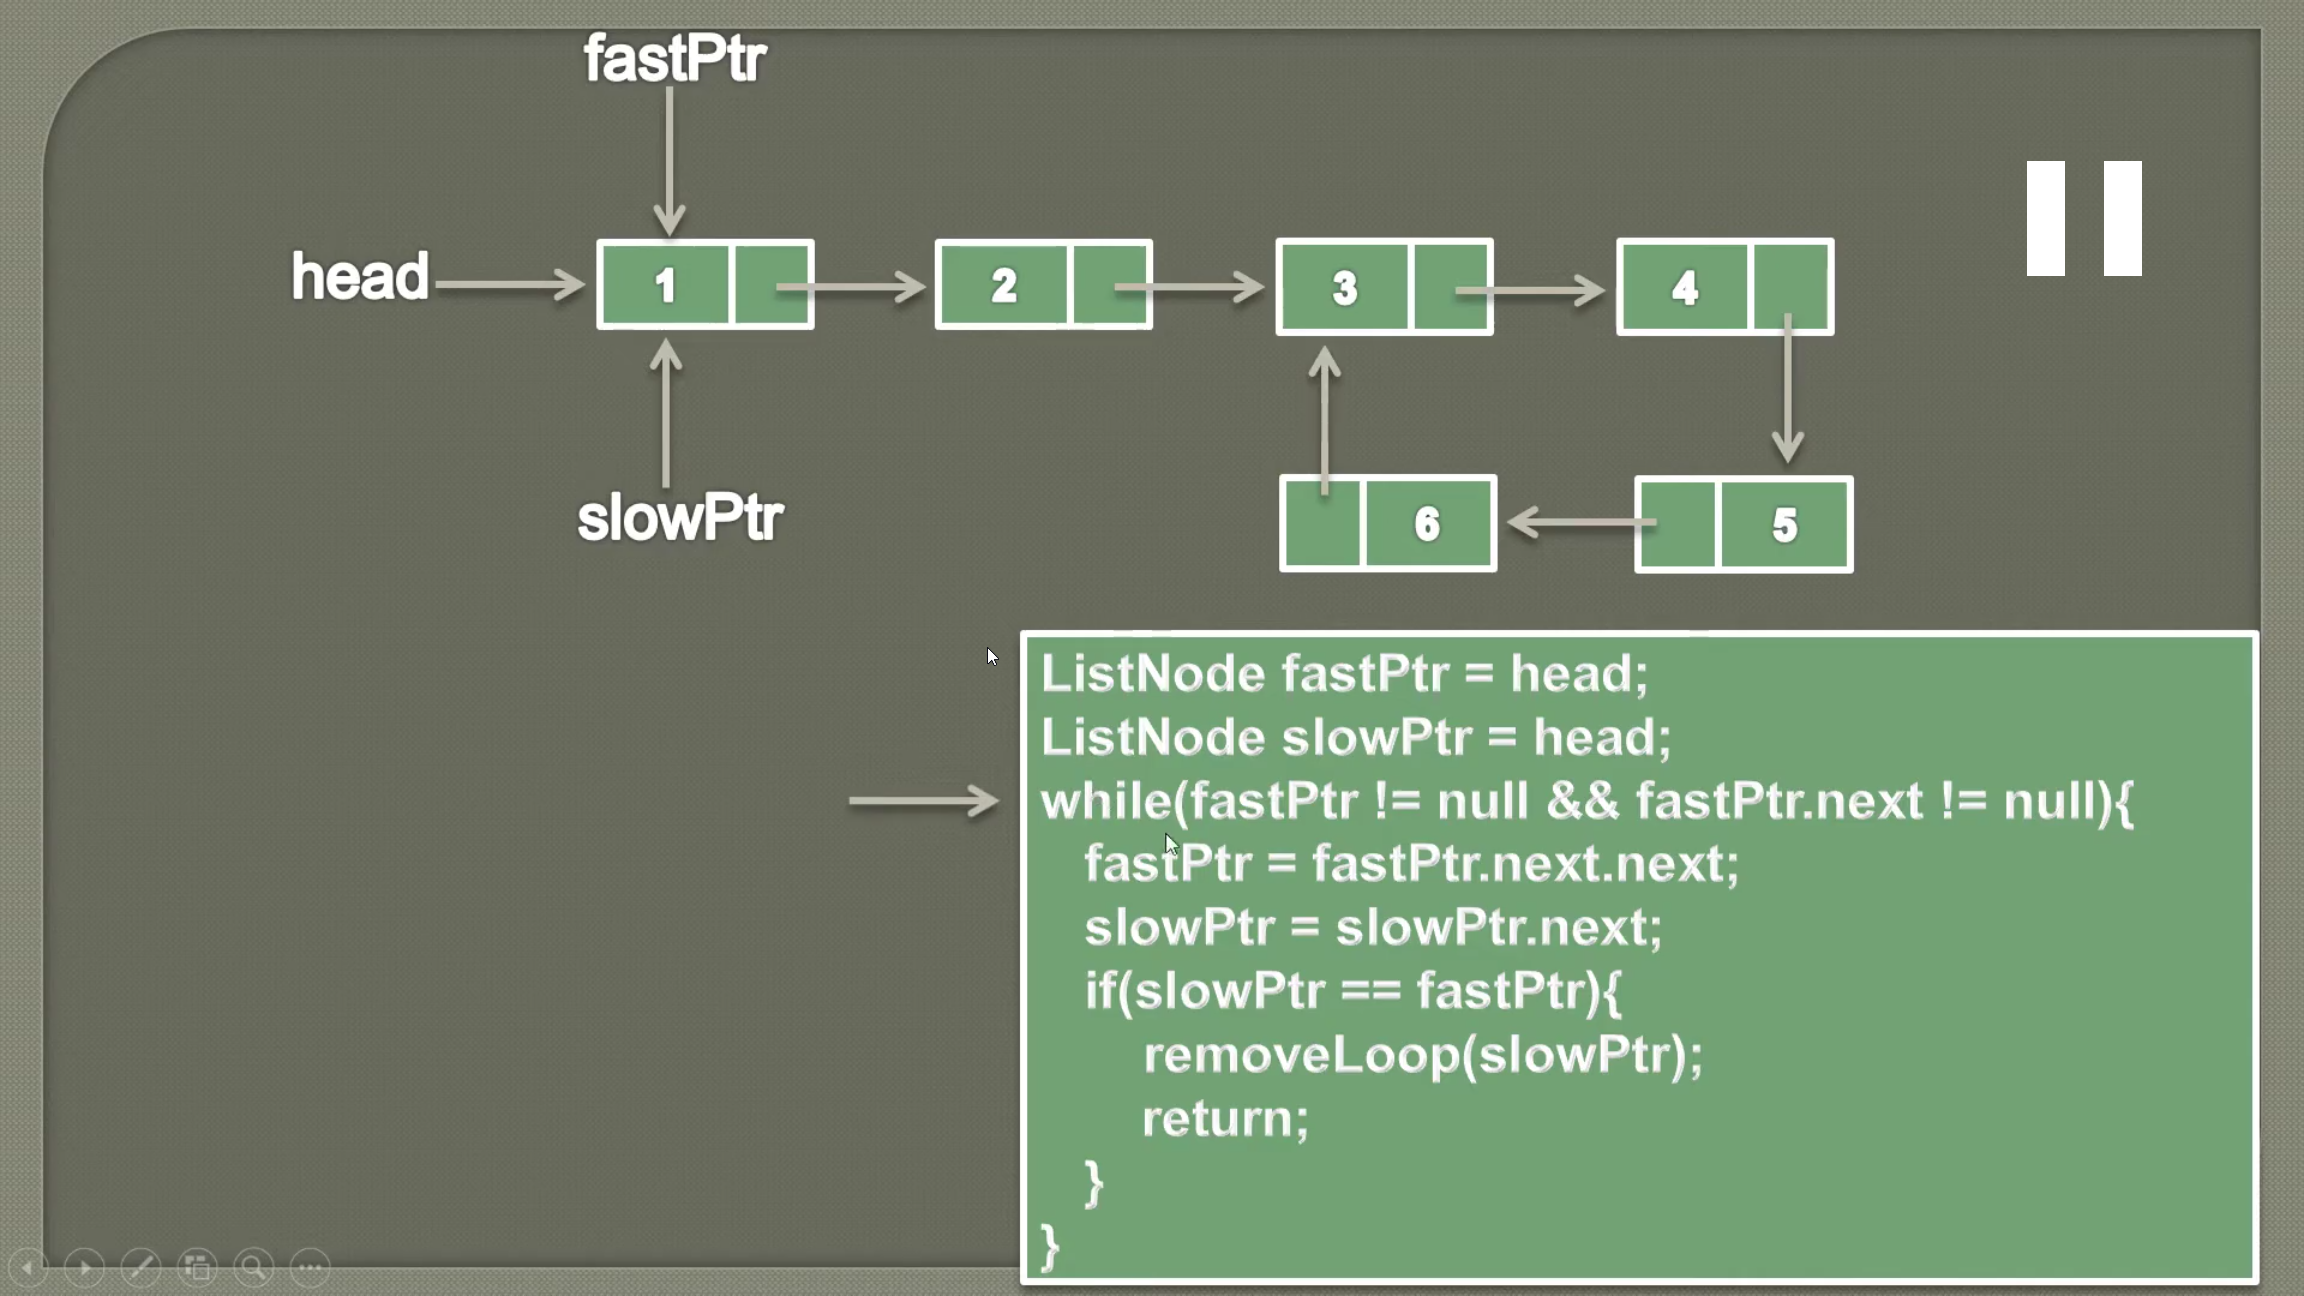 fastPtr
head
1
2
3
4
slowPtr
6
5
ListNode fastPtr = head;
ListNode slowPtr = head;
while(fastPtr != null && fastPtr.next != null){
fastPtr = fastPtr.next.next;
slowPtr = slowPtr.next;
if(slowPtr == fastPtr){
removeLoop(slowPtr);
return;
}
}